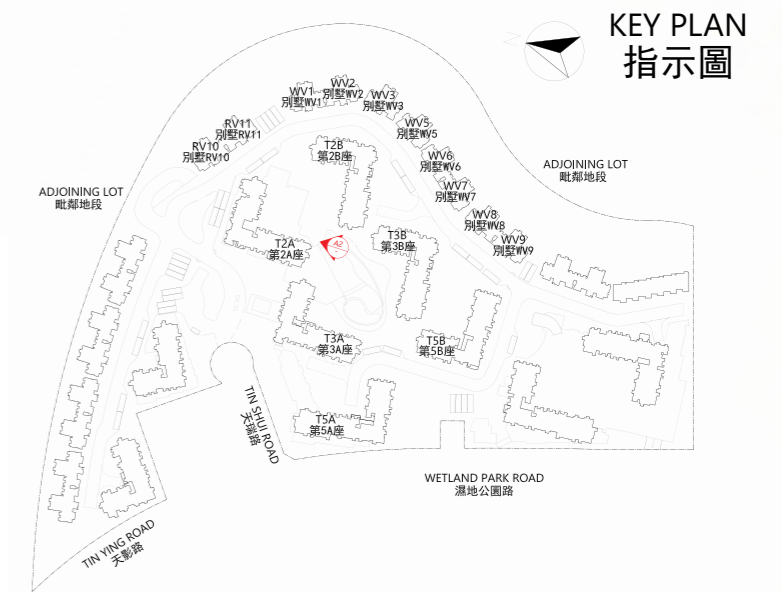 KEY PLAN
指示圖
N
WV1
別墅WV1
WV2
別墅WV2
WV3
別墅WV3
RV11
別墅RV11
RV10
別墅RV10
WV5
別墅WV5
T2B
第2B座
WV6
別墅WV6
ADJOINING LOT
毗鄰地段
WV7
別墅WV7
ADJOINING LOT
毗鄰地段
WV8
別墅WV8
T3B
第3B座
WV9
別墅WV9
T2A
第2A座
A2
T3A
第3A座
T5B
第5B座
TIN SHUI ROAD
天瑞路
T5A
第5A座
WETLAND PARK ROAD
濕地公園路
TIN YING ROAD
天影路